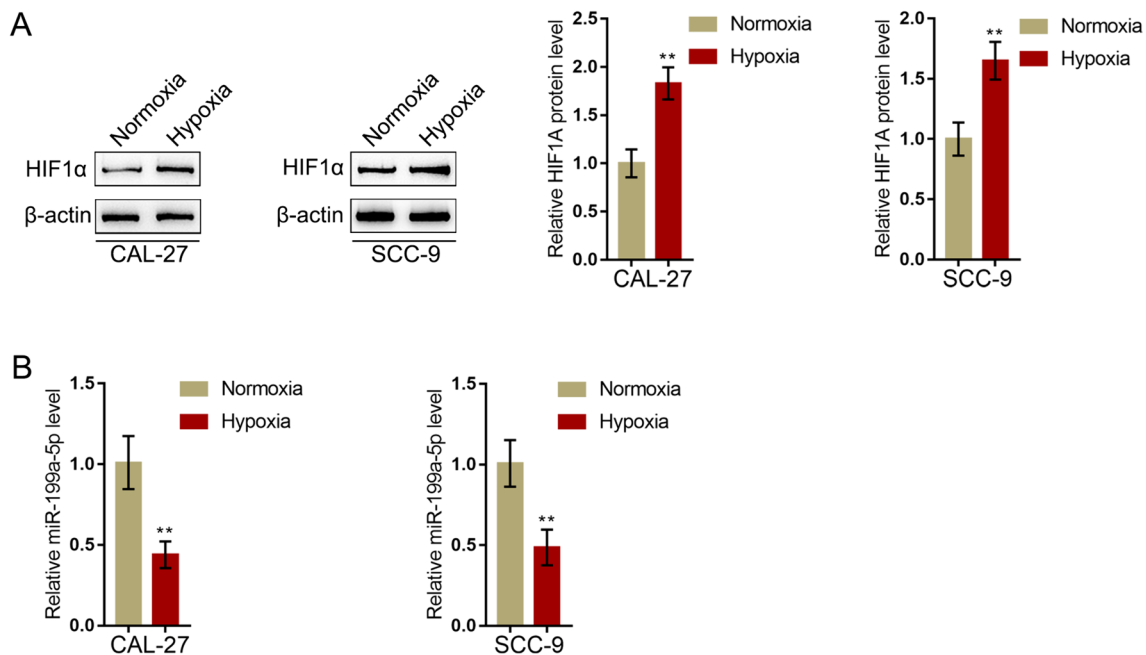 A
Normoxia
Hypoxia
HIF1α
β-actin
CAL-27
Normoxia
Hypoxia
HIF1α
β-actin
SCC-9
Relative HIF1A protein level
2.5
2.0
1.5
1.0
0.5
0.0
**
Normoxia
Hypoxia
CAL-27
Relative HIF1A protein level
2.0
1.5
1.0
0.5
0.0
**
Normoxia
Hypoxia
SCC-9
B
Relative miR-199a-5p level
1.5
1.0
0.5
0.0
**
Normoxia
Hypoxia
CAL-27
Relative miR-199a-5p level
1.5
1.0
0.5
0.0
**
Normoxia
Hypoxia
SCC-9